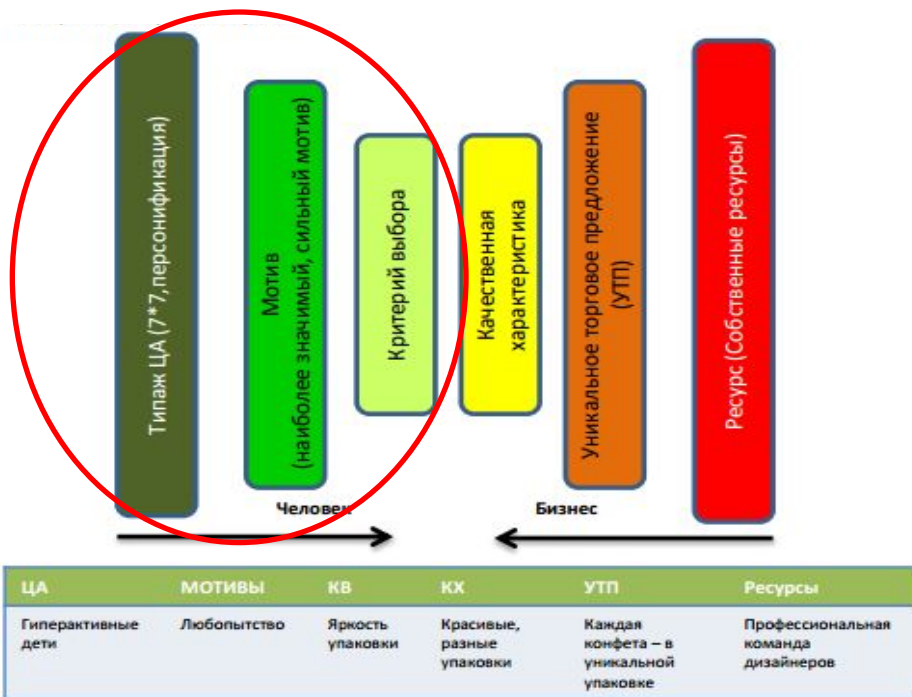 Типаж ЦА (7*7,персонификация)
Мотив
(наиболее значимый, сильный мотив)
Критерий выбора
Качественная
характеристика
Уникальное торговое предложение
(УТП)
Ресурс (Собственные ресурсы)
Человек
Бизнес
ЦА
МОТИВЫ
КВ
КХ
УТП
Ресурсы
Гиперактивные
дети
Любопытство
Яркость
упаковки
Красивые,
разные
упаковки
Каждая
конфета – в
уникальной
упаковке
Профессиональная
команда
дизайнеров